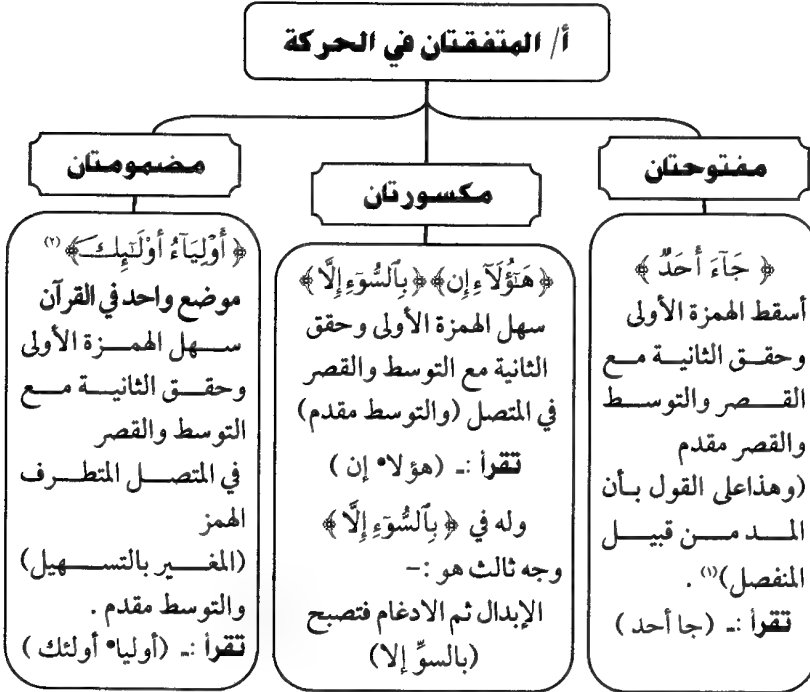 أ/ المتفقتان في الحركة
مفتوحتان
﴿ جَآءَ أَحَدٌ ﴾
أسقط الهمزة الأولى
وحقق الثانية مع
القصر والتوسط
والقصر مقدم
(وهذا على القول بأن
المد من قبيل
المنفصل)(١) .
تقرأ :ـ (جا أحد )
مكسورتان
﴿هَٰٓؤُلَآءِ إِن﴾ ﴿بِٱلسُّوٓءِ إِلَّا﴾
سهل الهمزة الأولى وحقق
الثانية مع التوسط والقصر
في المتصل (والتوسط مقدم)
تقرأ :ـ (هؤلا• إن )
وله في ﴿ بِٱلسُّوٓءِ إِلَّا ﴾
وجه ثالث هو :–
الإبدال ثم الادغام فتصبح
(بالسوِّ إلا)
مضمومتان
﴿ أَوْلِيَآءُ أُوْلَٰٓئِكَ ﴾(٢)
موضع واحد في القرآن
سهل الهمزة الأولى
وحقق الثانية مع
التوسط والقصر
في المتصل المتطرف
الهمز
(المغير بالتسهيل)
والتوسط مقدم .
تقرأ :ـ (أوليا• أولئك )